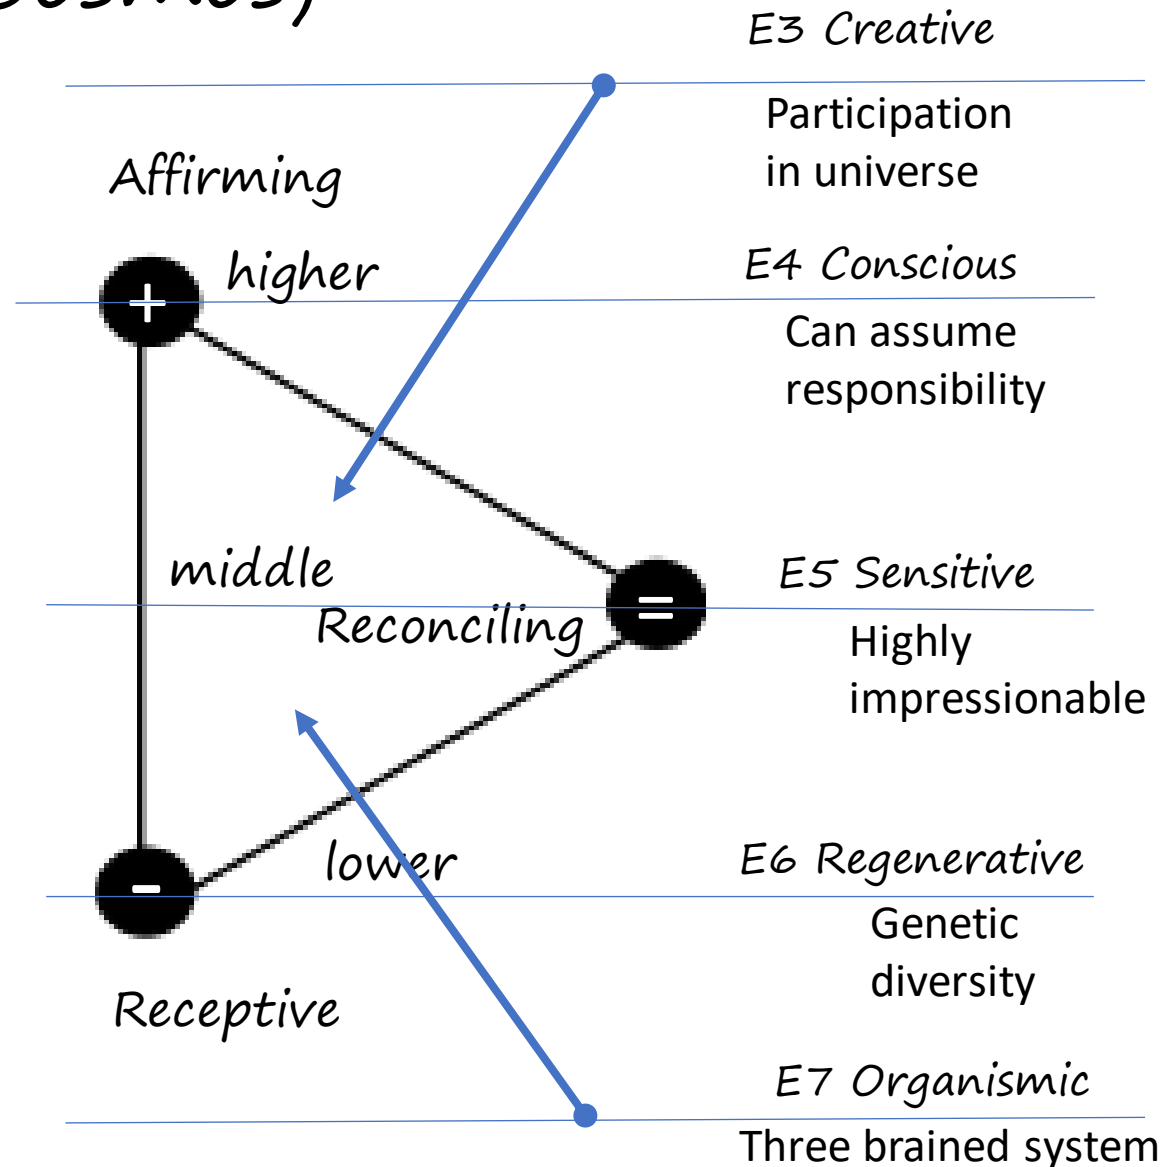 Cosmos)
E3 Creative
Participation
in universe
Affirming
higher
E4 Conscious
+
Can assume
responsibility
middle
E5 Sensitive
=
Reconciling
Highly
impressionable
lower
E6 Regenerative
-
Genetic
diversity
Receptive
E7 Organismic
Three brained system